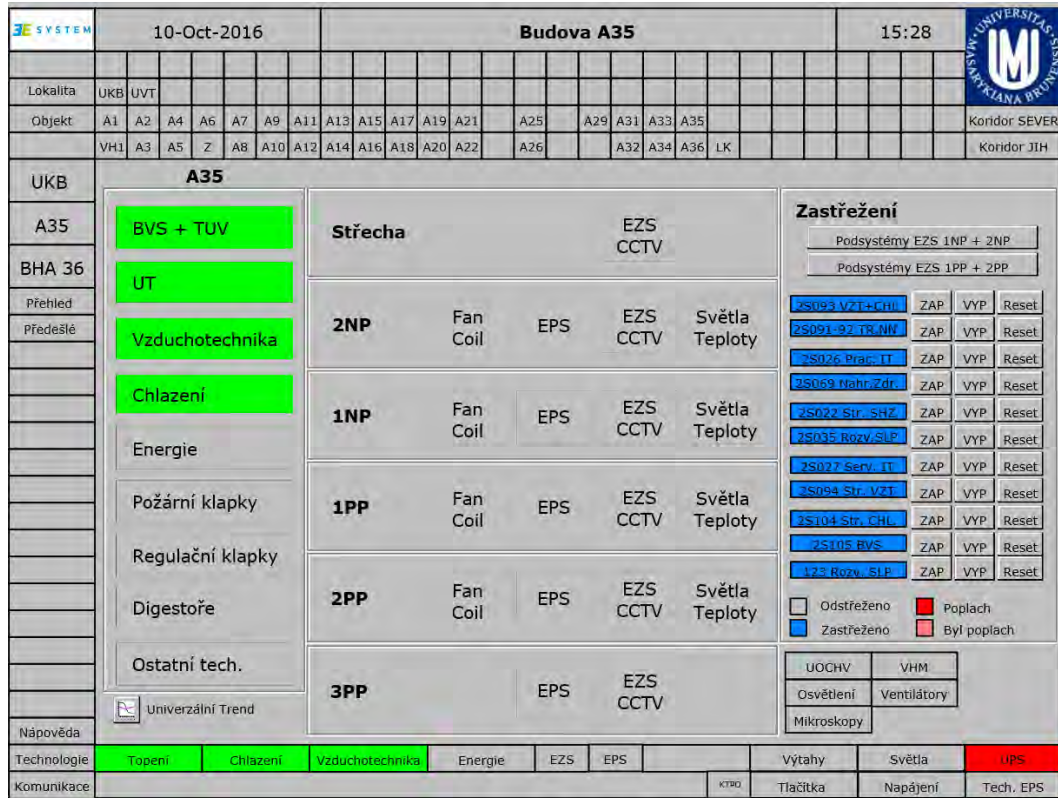 3E SYSTEM 10-Oct-2016 Budova A35 15:28
UNIVERSITAS MASARYKIANA BRUNENSIS
Lokalita UKB UVT
Objekt A1 A2 A4 A6 A7 A9 A11 A13 A15 A17 A19 A21 A25 A29 A31 A33 A35 Koridor SEVER
VH1 A3 A5 Z A8 A10 A12 A14 A16 A18 A20 A22 A26 A32 A34 A36 LK Koridor JIH
UKB
A35
BHA 36
Přehled
Předešlé
Nápověda
A35
BVS + TUV
UT
Vzduchotechnika
Chlazení
Energie
Požární klapky
Regulační klapky
Digestoře
Ostatní tech.
Univerzální Trend
Střecha EZS CCTV
2NP Fan Coil EPS EZS CCTV Světla Teploty
1NP Fan Coil EPS EZS CCTV Světla Teploty
1PP Fan Coil EPS EZS CCTV Světla Teploty
2PP Fan Coil EPS EZS CCTV Světla Teploty
3PP EPS EZS CCTV
Zastřežení
Podsystémy EZS 1NP + 2NP
Podsystémy EZS 1PP + 2PP
2S093 VZT+CHL ZAP VYP Reset
2S091-92 TR.NN ZAP VYP Reset
2S026 Prac. IT ZAP VYP Reset
2S069 Nahr.Zdr. ZAP VYP Reset
2S022 Str. SHZ ZAP VYP Reset
2S035 Rozv.SLP ZAP VYP Reset
2S027 Serv. IT ZAP VYP Reset
2S094 Str. VZT ZAP VYP Reset
2S104 Str. CHL. ZAP VYP Reset
2S105 BVS ZAP VYP Reset
123 Rozv. SLP ZAP VYP Reset
Odstřeženo Poplach
Zastřeženo Byl poplach
UOCHV VHM
Osvětlení Ventilátory
Mikroskopy
Technologie Topení Chlazení Vzduchotechnika Energie EZS EPS Výtahy Světla UPS
Komunikace KTPO Tlačítka Napájení Tech. EPS